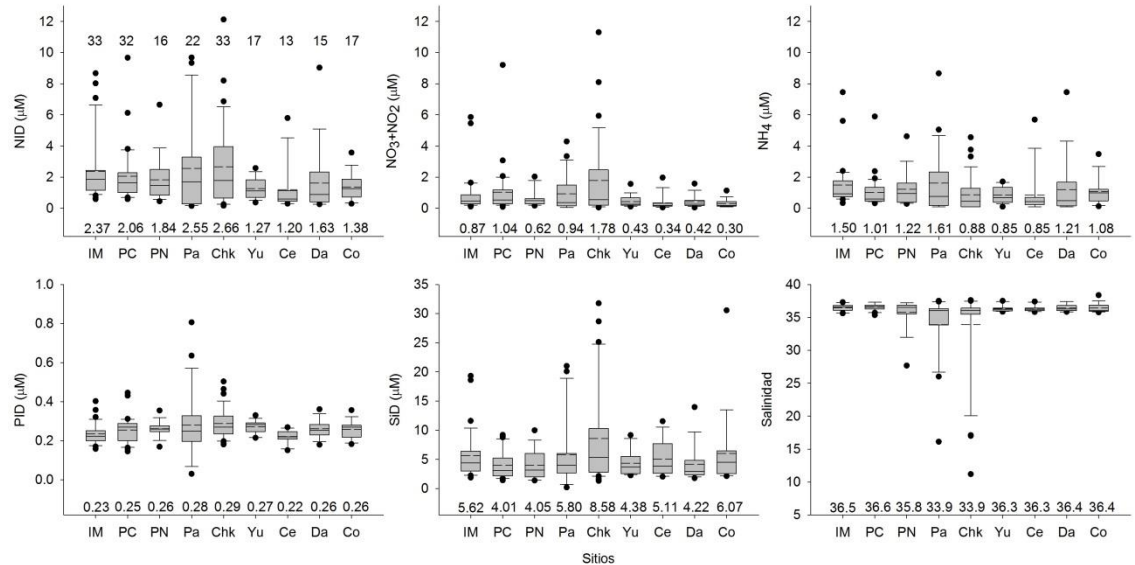 12
10
8
6
4
2
0
NID (μM)
33 32 16 22 33 17 13 15 17
2.37 2.06 1.84 2.55 2.66 1.27 1.20 1.63 1.38
IM PC PN Pa Chk Yu Ce Da Co
12
10
8
6
4
2
0
NO3+NO2 (μM)
0.87 1.04 0.62 0.94 1.78 0.43 0.34 0.42 0.30
IM PC PN Pa Chk Yu Ce Da Co
12
10
8
6
4
2
0
NH4 (μM)
1.50 1.01 1.22 1.61 0.88 0.85 0.85 1.21 1.08
IM PC PN Pa Chk Yu Ce Da Co
1.0
0.8
0.6
0.4
0.2
0.0
PID (μM)
0.23 0.25 0.26 0.28 0.29 0.27 0.22 0.26 0.26
IM PC PN Pa Chk Yu Ce Da Co
35
30
25
20
15
10
5
0
SiD (μM)
5.62 4.01 4.05 5.80 8.58 4.38 5.11 4.22 6.07
IM PC PN Pa Chk Yu Ce Da Co
40
35
30
25
20
15
10
5
Salinidad
36.5 36.6 35.8 33.9 33.9 36.3 36.3 36.4 36.4
IM PC PN Pa Chk Yu Ce Da Co
Sitios